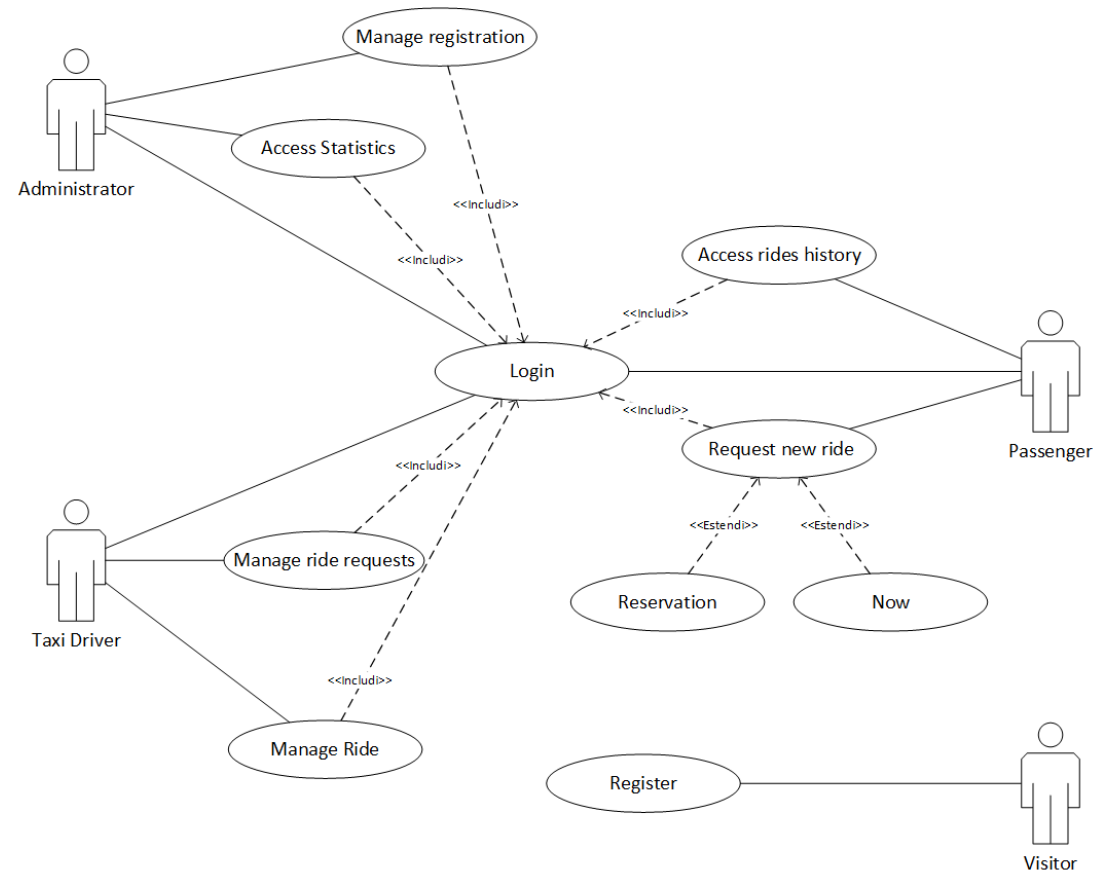 Manage registration
Access Statistics
Administrator
<<Includi>>
<<Includi>>
Access rides history
<<Includi>>
Login
<<Includi>>
Request new ride
Passenger
<<Includi>>
<<Estendi>>
<<Estendi>>
Manage ride requests
Reservation
Now
Taxi Driver
<<Includi>>
Manage Ride
Register
Visitor